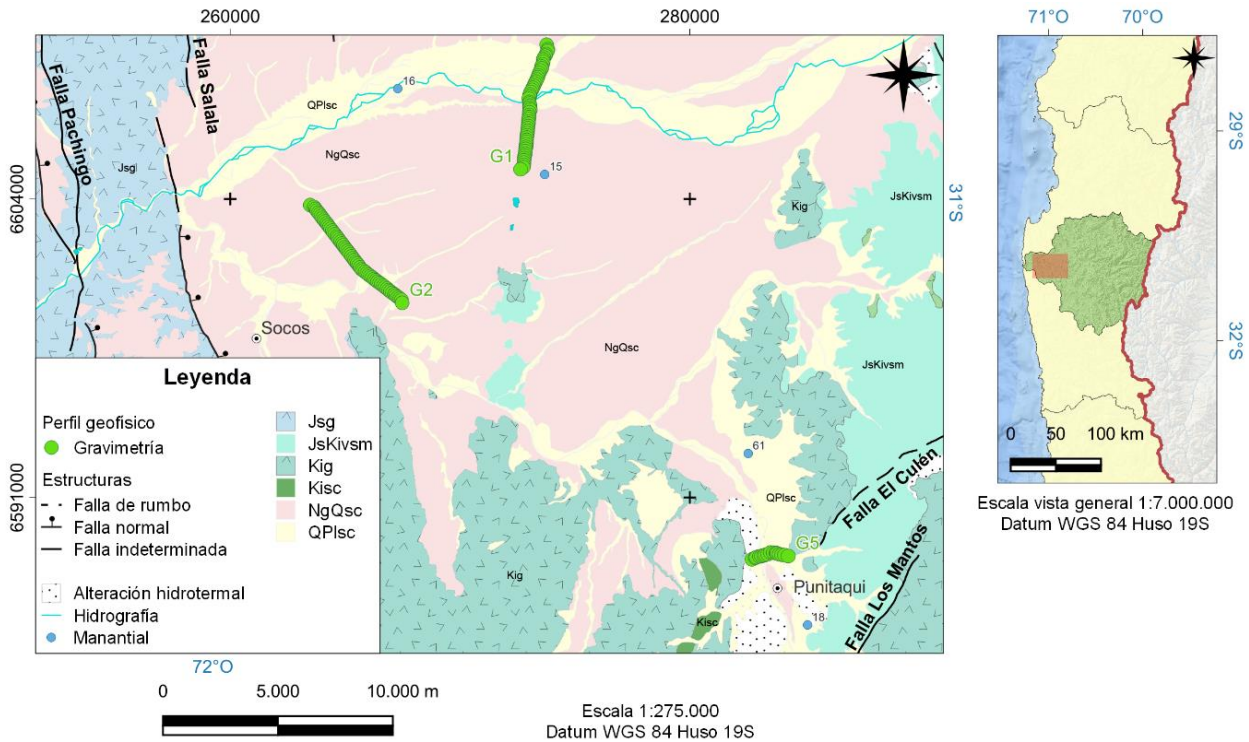 260000
280000
71°O
70°O
Falla Pachingo
Falla Salala
16
QPlsc
Jsg
NgQsc
G1
15
Kig
JsKivsm
6604000
31°S
29°S
G2
Socos
NgQsc
JsKivsm
32°S
Leyenda
Perfil geofísico
Gravimetría
Estructuras
Falla de rumbo
Falla normal
Falla indeterminada
Alteración hidrotermal
Hidrografía
Manantial
Jsg
JsKivsm
Kig
Kisc
NgQsc
QPlsc
61
QPlsc
Falla El Culén
6591000
G5
Kig
Punitaqui
Kisc
18
Falla Los Mantos
0 50 100 km
Escala vista general 1:7.000.000
Datum WGS 84 Huso 19S
72°O
0 5.000 10.000 m
Escala 1:275.000
Datum WGS 84 Huso 19S